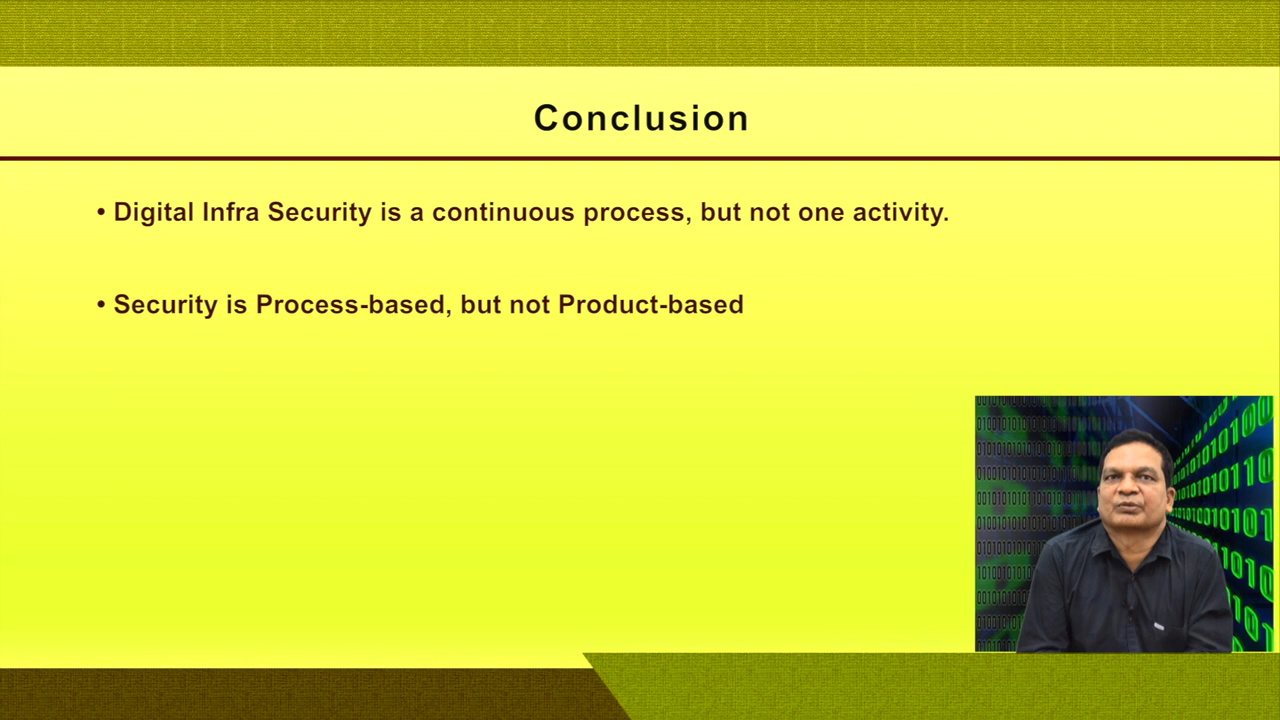 Conclusion
• Digital Infra Security is a continuous process, but not one activity.
• Security is Process-based, but not Product-based